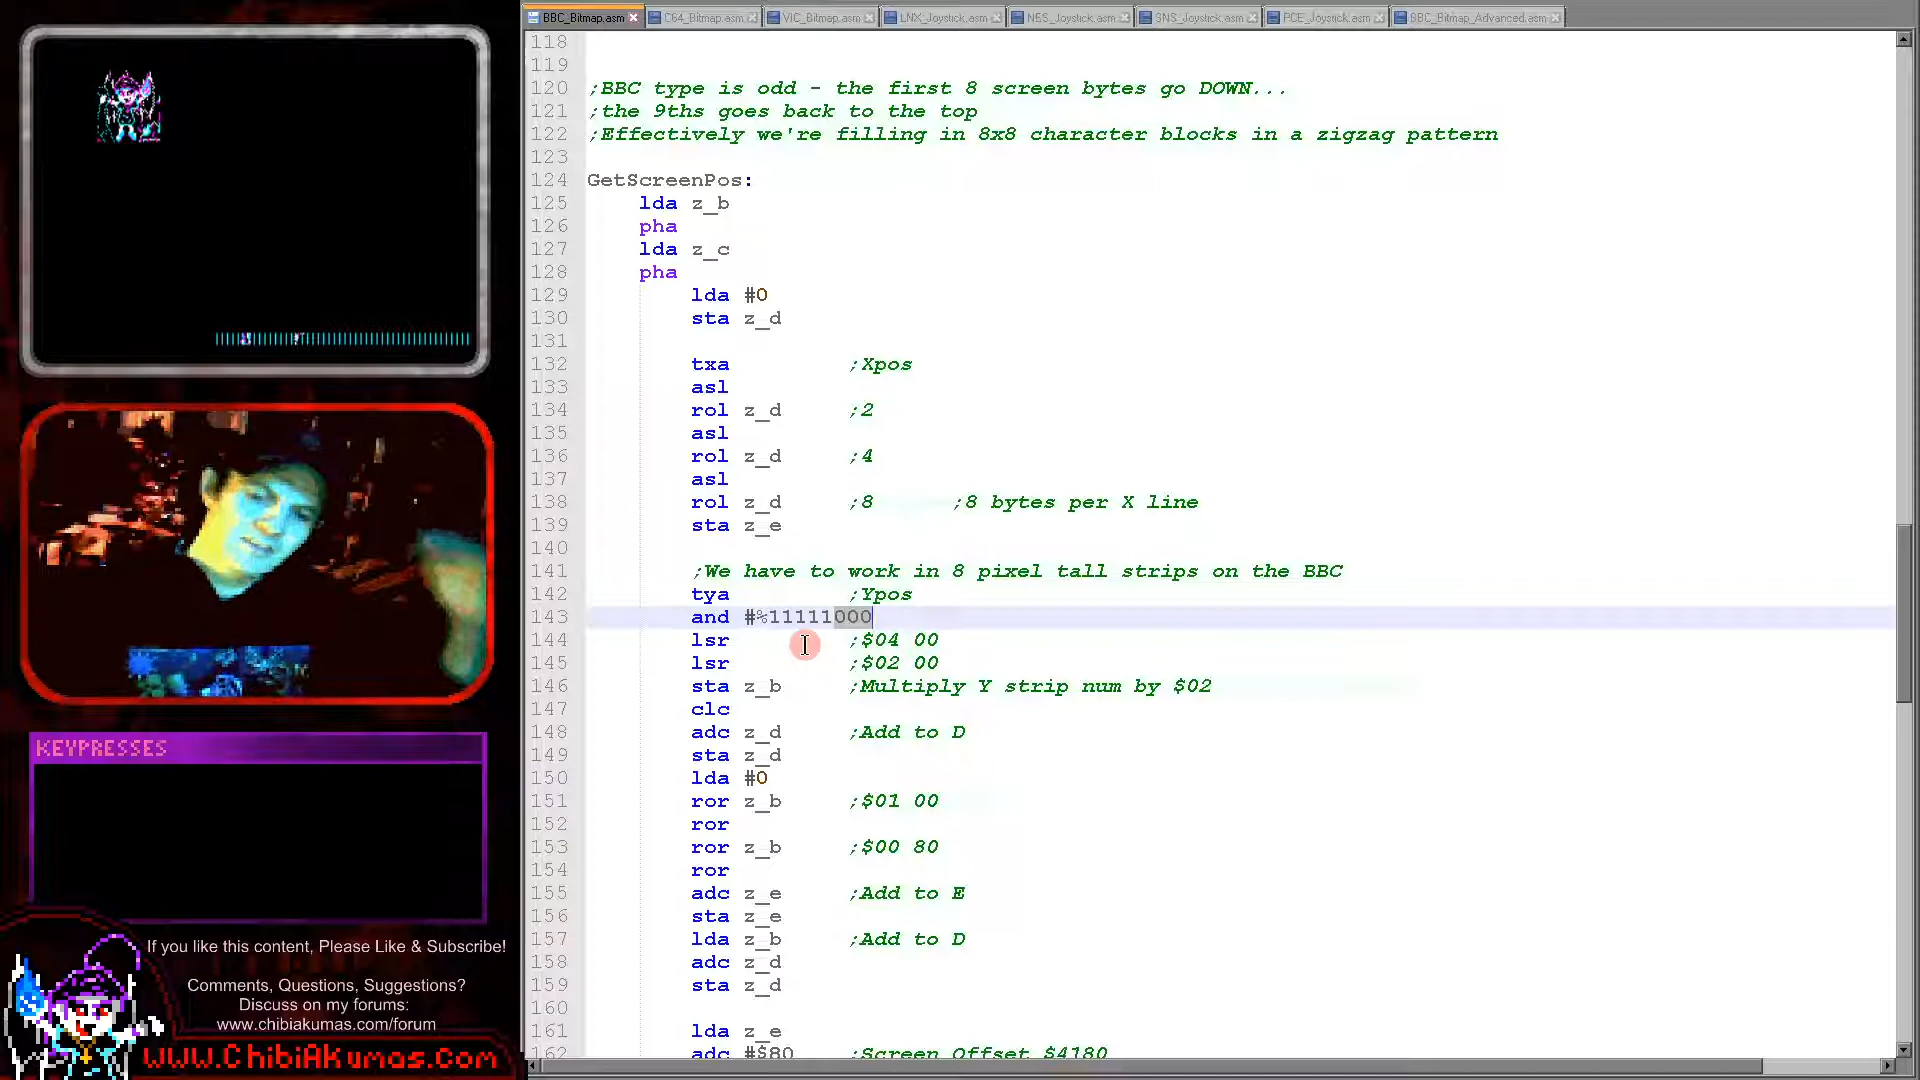 BBC_Bitmap.asm C64_Bitmap.asm VIC_Bitmap.asm LNX_Joystick.asm NES_Joystick.asm SNS_Joystick.asm PCE_Joystick.asm BBC_Bitmap_Advanced.asm
118
119
120 ;BBC type is odd - the first 8 screen bytes go DOWN...
121 ;the 9ths goes back to the top
122 ;Effectively we're filling in 8x8 character blocks in a zigzag pattern
123
124 GetScreenPos:
125 lda z_b
126 pha
127 lda z_c
128 pha
129 lda #0
130 sta z_d
131
132 txa ;Xpos
133 asl
134 rol z_d ;2
135 asl
136 rol z_d ;4
137 asl
138 rol z_d ;8 ;8 bytes per X line
139 sta z_e
140
141 ;We have to work in 8 pixel tall strips on the BBC
142 tya ;Ypos
143 and #%11111000
144 lsr ;$04 00
145 lsr ;$02 00
146 sta z_b ;Multiply Y strip num by $02
147 clc
148 adc z_d ;Add to D
149 sta z_d
150 lda #0
151 ror z_b ;$01 00
152 ror
153 ror z_b ;$00 80
154 ror
155 adc z_e ;Add to E
156 sta z_e
157 lda z_b ;Add to D
158 adc z_d
159 sta z_d
160
161 lda z_e
162 adc #$80 ;Screen Offset $4180
KEYPRESSES
If you like this content, Please Like & Subscribe!
Comments, Questions, Suggestions?
Discuss on my forums:
www.chibiakumas.com/forum
www.ChibiAkumas.com